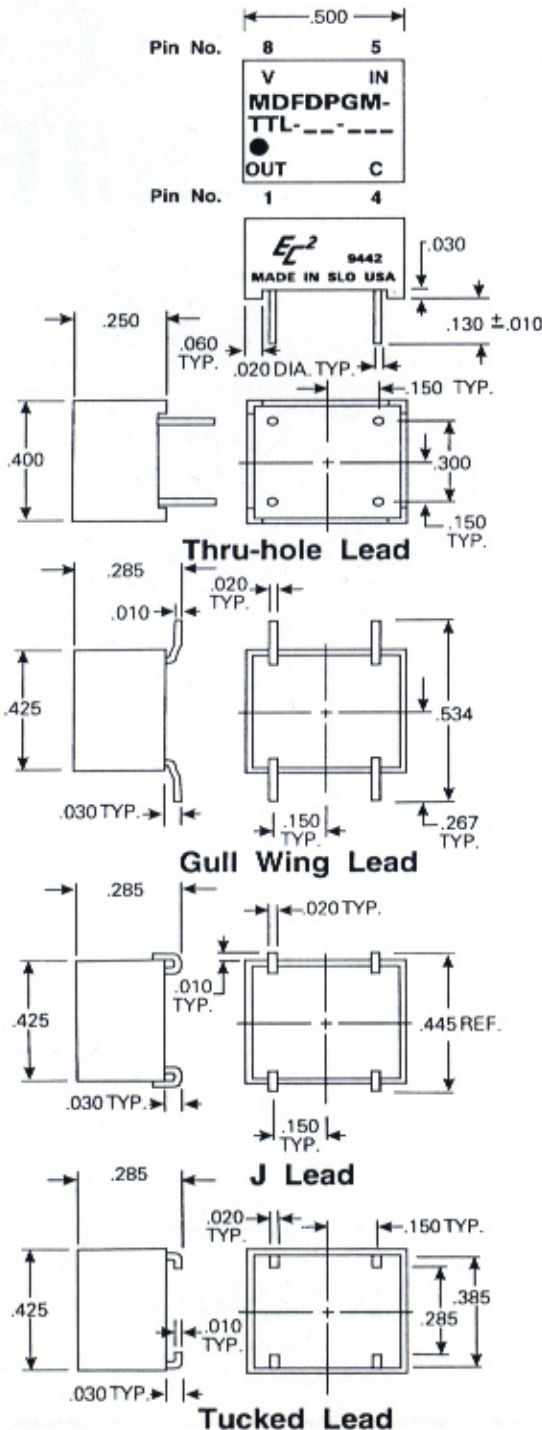 .500
Pin No. 8 5
V IN
MDFDPGM-
TTL-__-___
OUT C
Pin No. 1 4
EC²
9442
MADE IN SLO USA
.030
.130 ±.010
.250
.060
TYP.
.020 DIA. TYP.
.150 TYP.
.400
.300
.150
TYP.
Thru-hole Lead
.285
.020
TYP.
.010
.425
.534
.030 TYP.
.150
TYP.
.267
TYP.
Gull Wing Lead
.285
.020 TYP.
.010
TYP.
.425
.445 REF.
.030 TYP.
.150
TYP.
J Lead
.285
.020
TYP.
.150 TYP.
.425
.010
TYP.
.285
.385
.030 TYP.
Tucked Lead